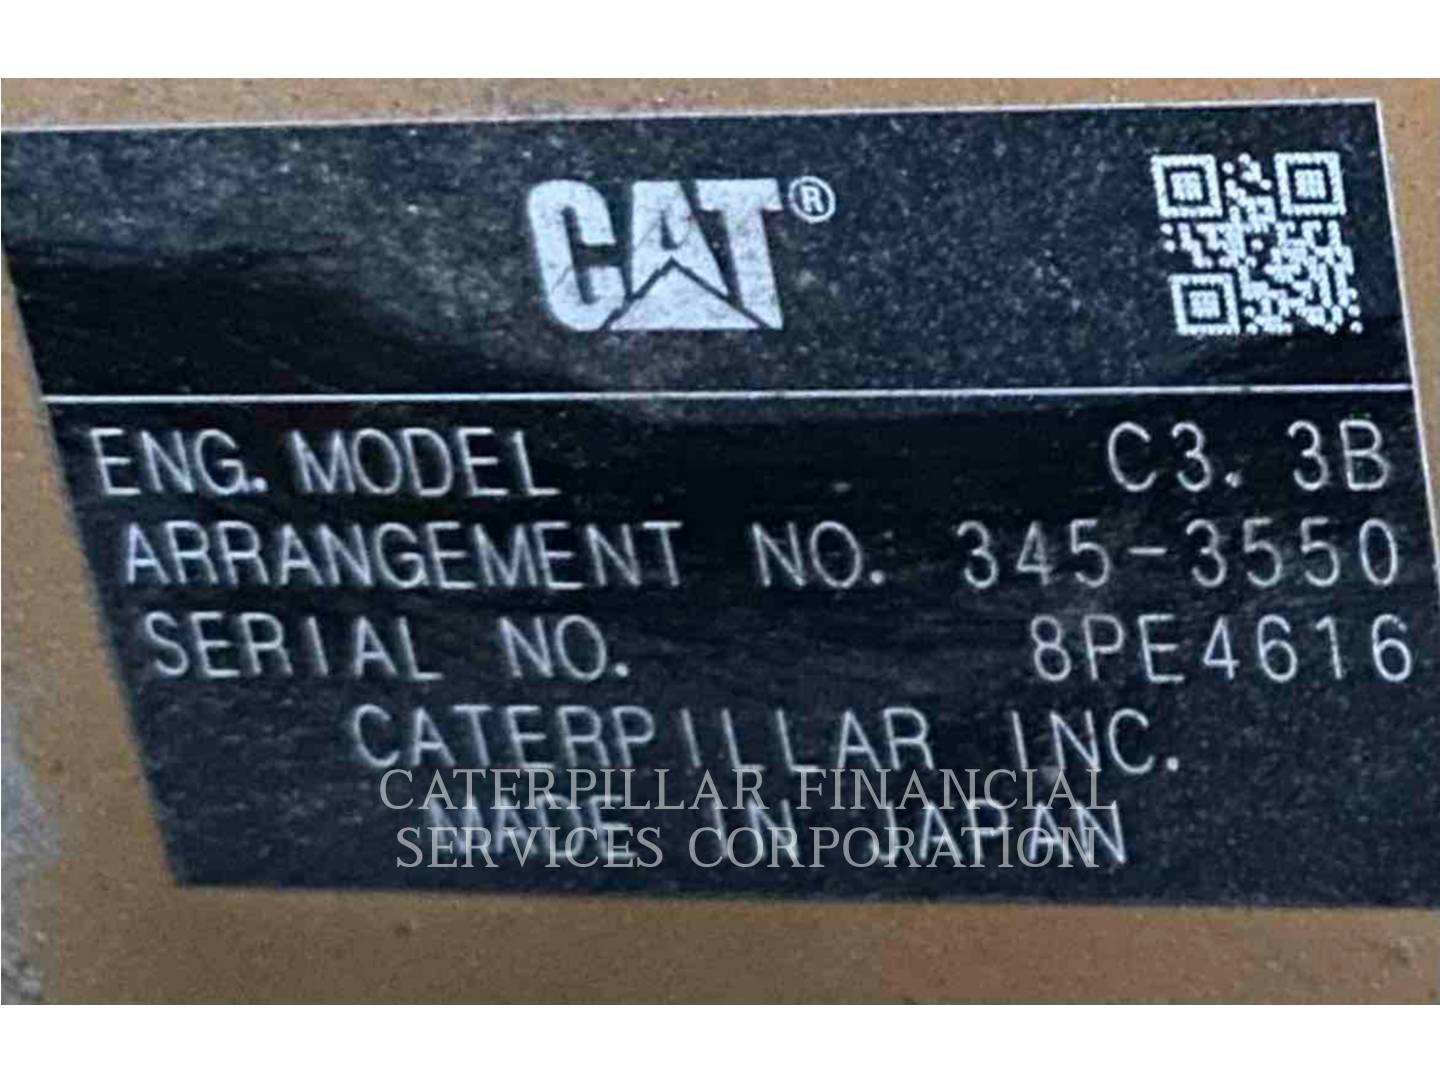 CAT®
ENG. MODEL C3.3B
ARRANGEMENT NO. 345-3550
SERIAL NO. 8PE4616
CATERPILLAR INC.
MADE IN JAPAN
CATERPILLAR FINANCIAL
SERVICES CORPORATION